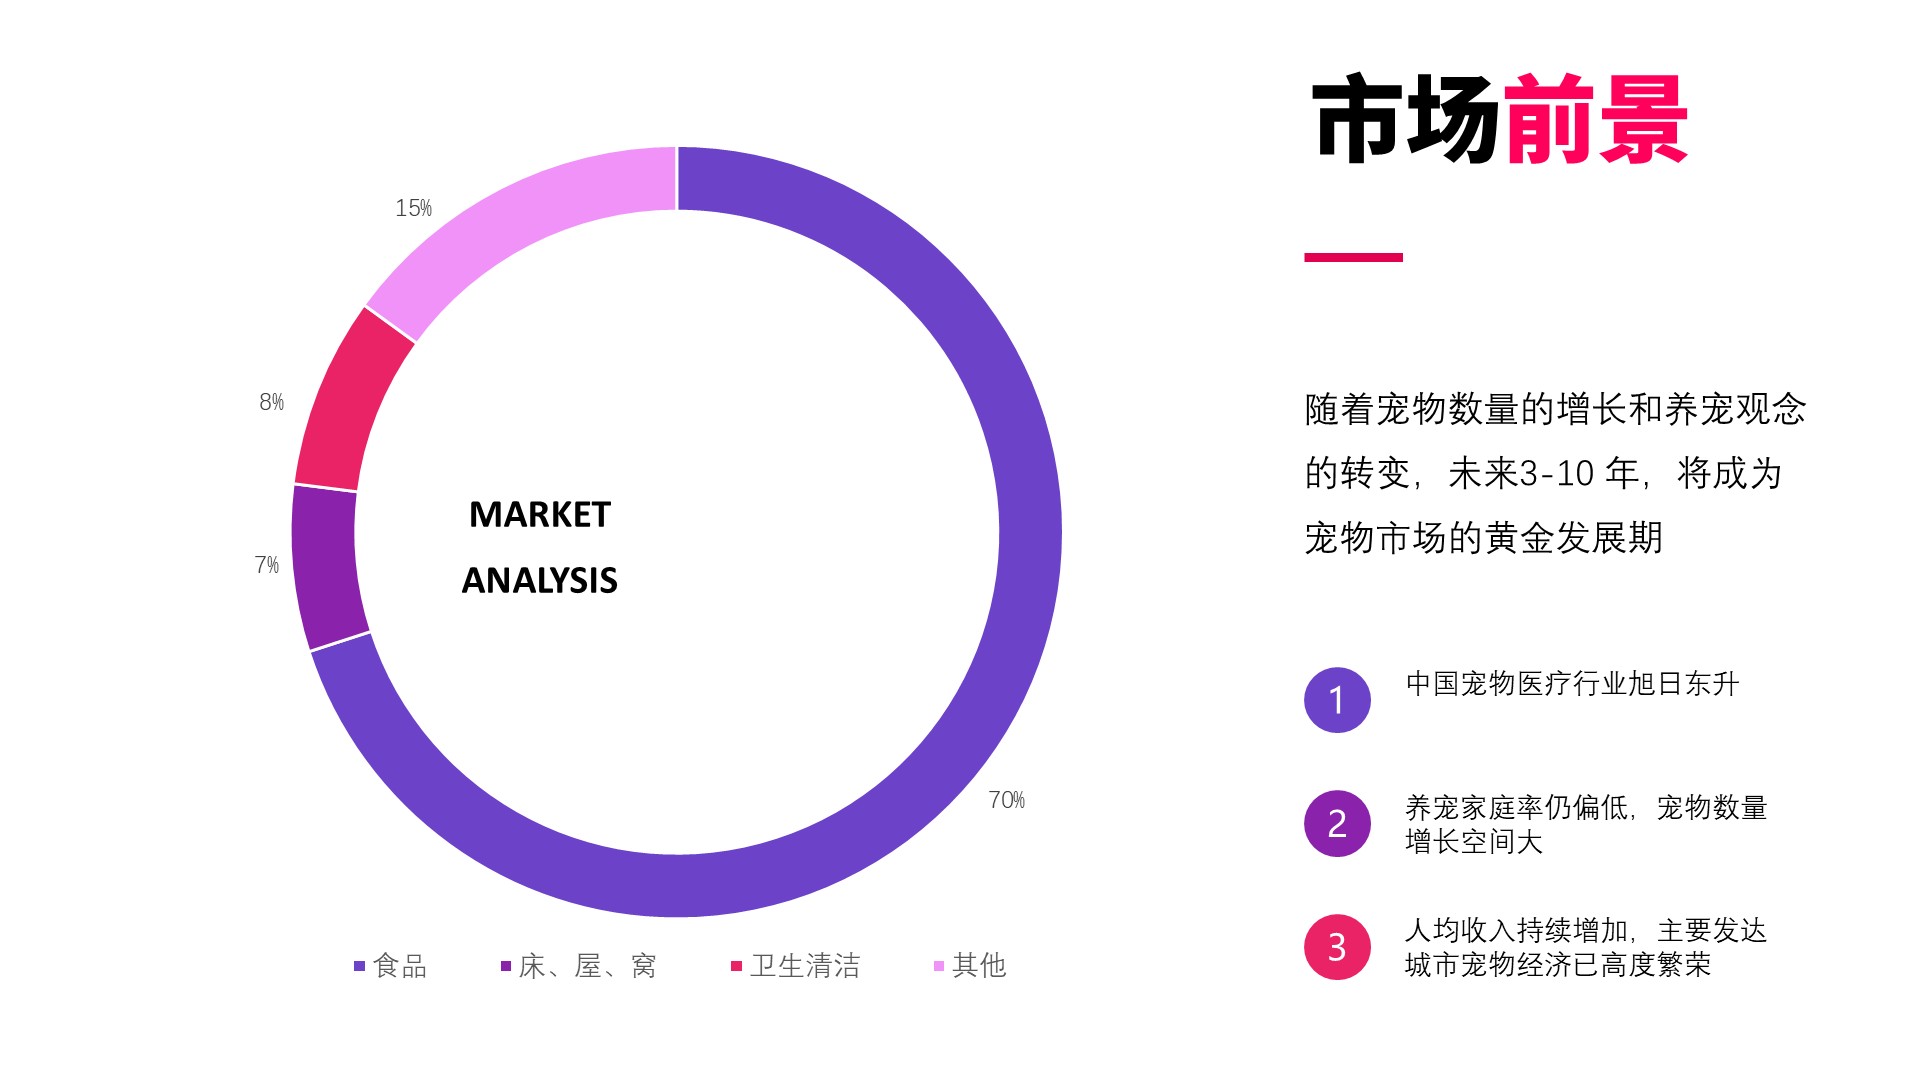 市场前景
15%
8%
7%
70%
MARKET
ANALYSIS
食品
床、屋、窝
卫生清洁
其他
随着宠物数量的增长和养宠观念
的转变，未来3-10 年，将成为
宠物市场的黄金发展期
1
中国宠物医疗行业旭日东升
2
养宠家庭率仍偏低，宠物数量
增长空间大
3
人均收入持续增加，主要发达
城市宠物经济已高度繁荣